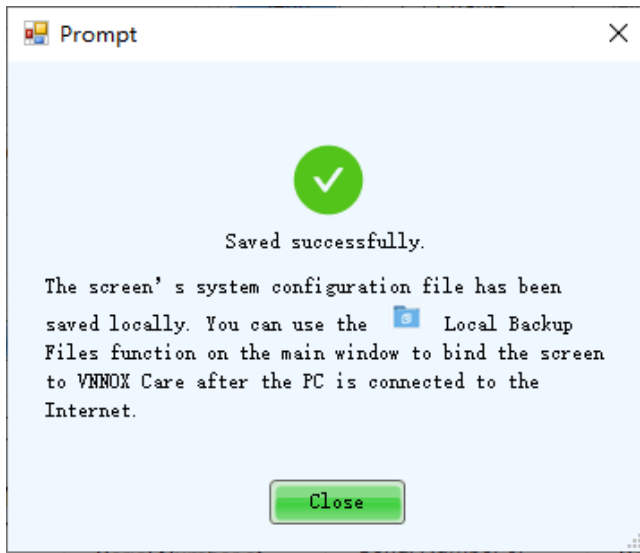 Prompt
Saved successfully.
The screen's system configuration file has been
saved locally. You can use the Local Backup
Files function on the main window to bind the screen
to VNNOX Care after the PC is connected to the
Internet.
Close